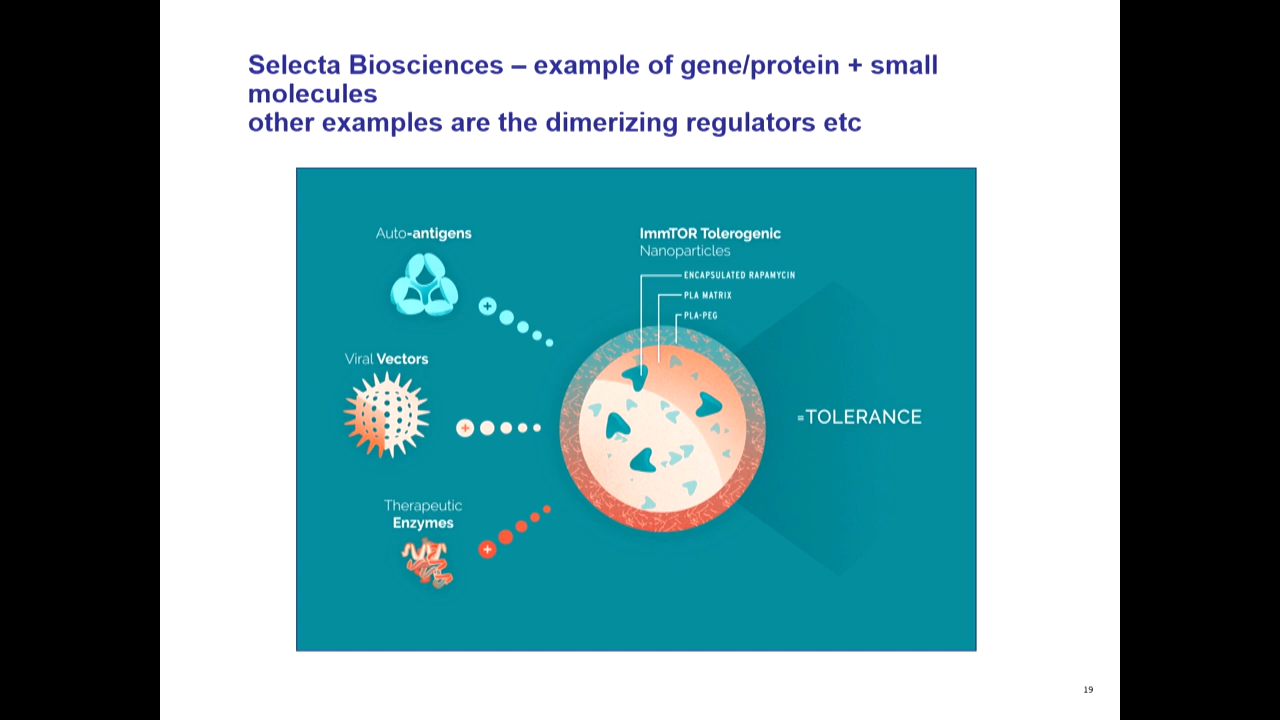 Selecta Biosciences – example of gene/protein + small
molecules
other examples are the dimerizing regulators etc
Auto-antigens
ImmTOR Tolerogenic
Nanoparticles
ENCAPSULATED RAPAMYCIN
PLA MATRIX
PLA-PEG
Viral Vectors
=TOLERANCE
Therapeutic
Enzymes
19